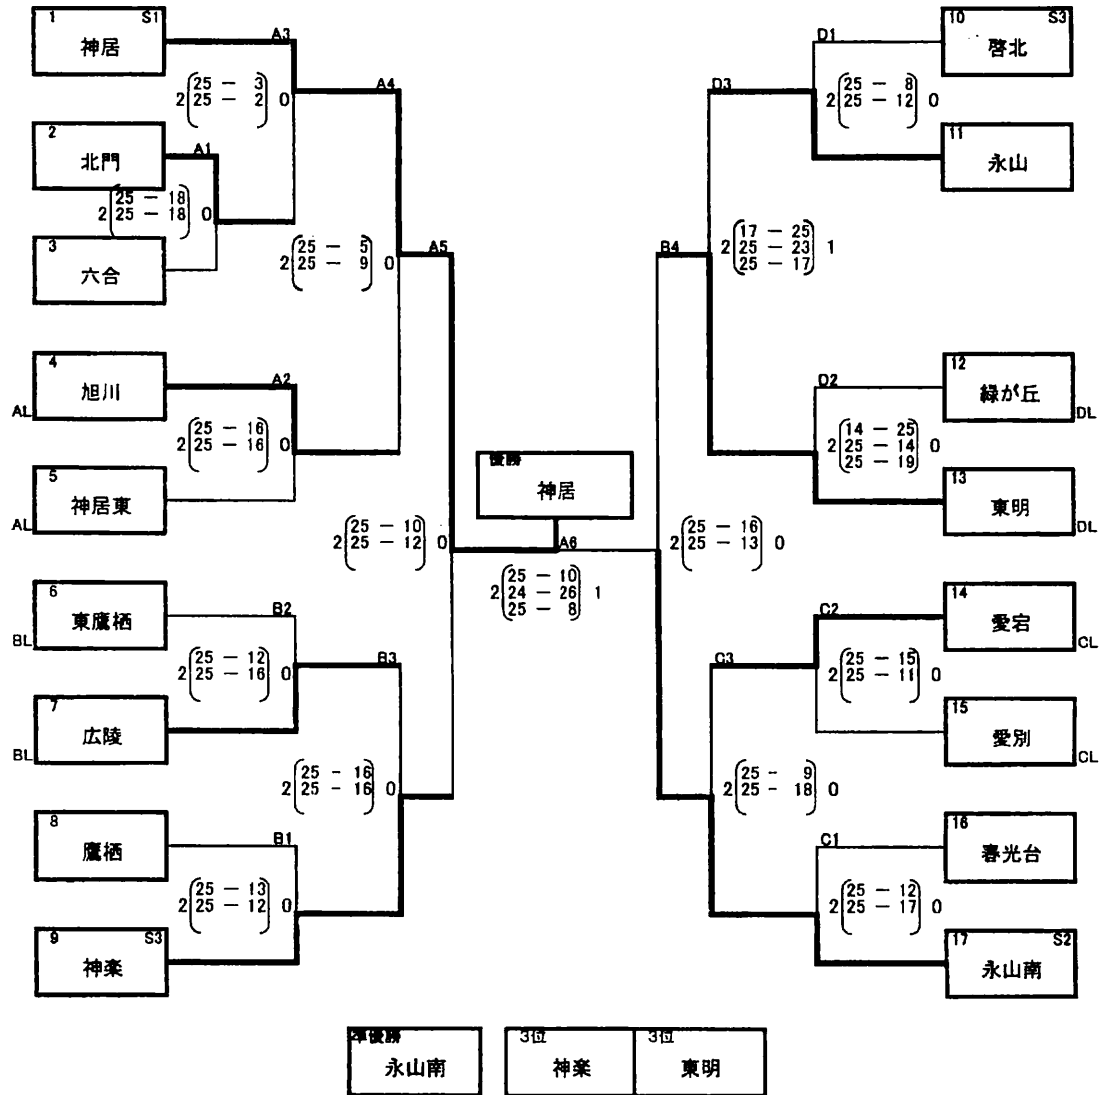 1 S1
神居
A3
2 ( 25 - 3 ) 0
25 - 2
A4
2
北門
A1
2 ( 25 - 18 ) 0
25 - 18
3
六合
2 ( 25 - 5 ) 0
25 - 9
A5
4
旭川
AL
A2
2 ( 25 - 16 ) 0
25 - 16
5
神居東
AL
2 ( 25 - 10 ) 0
25 - 12
6
東鷹栖
BL
B2
2 ( 25 - 12 ) 0
25 - 16
B3
7
広陵
BL
2 ( 25 - 16 ) 0
25 - 16
8
鷹栖
B1
2 ( 25 - 13 ) 0
25 - 12
9 S3
神楽
優勝
神居
A6
2 ( 25 - 10 ) 1
24 - 26
25 - 8
D1
10 S3
啓北
2 ( 25 - 8 ) 0
25 - 12
D3
11
永山
B4
2 ( 17 - 25 ) 1
25 - 23
25 - 17
D2
12
緑が丘
DL
2 ( 14 - 25 ) 0
25 - 14
25 - 19
13
東明
DL
2 ( 25 - 16 ) 0
25 - 13
C2
14
愛宕
CL
C3
2 ( 25 - 15 ) 0
25 - 11
15
愛別
CL
2 ( 25 - 9 ) 0
25 - 18
C1
16
春光台
2 ( 25 - 12 ) 0
25 - 17
17 S2
永山南
準優勝
永山南
3位
神楽
3位
東明